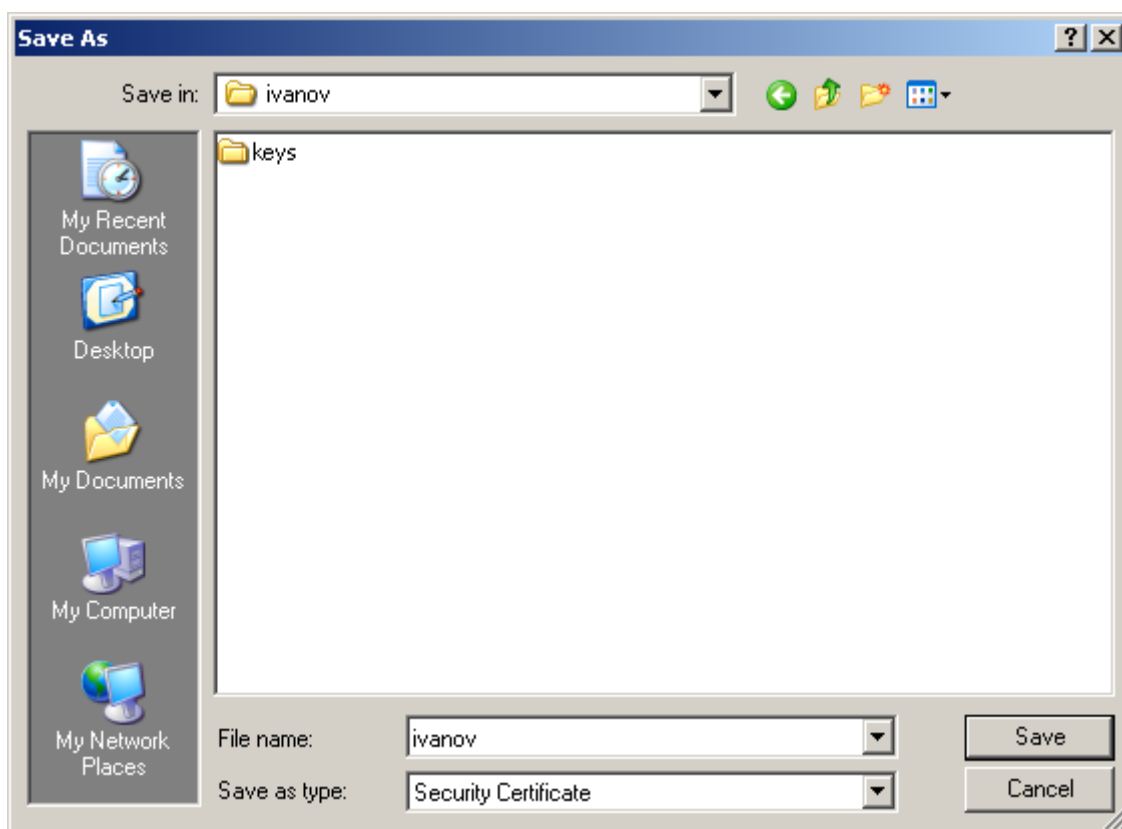 Save As
Save in:
ivanov
keys
My Recent
Documents
Desktop
My Documents
My Computer
My Network
Places
File name:
ivanov
Save
Save as type:
Security Certificate
Cancel